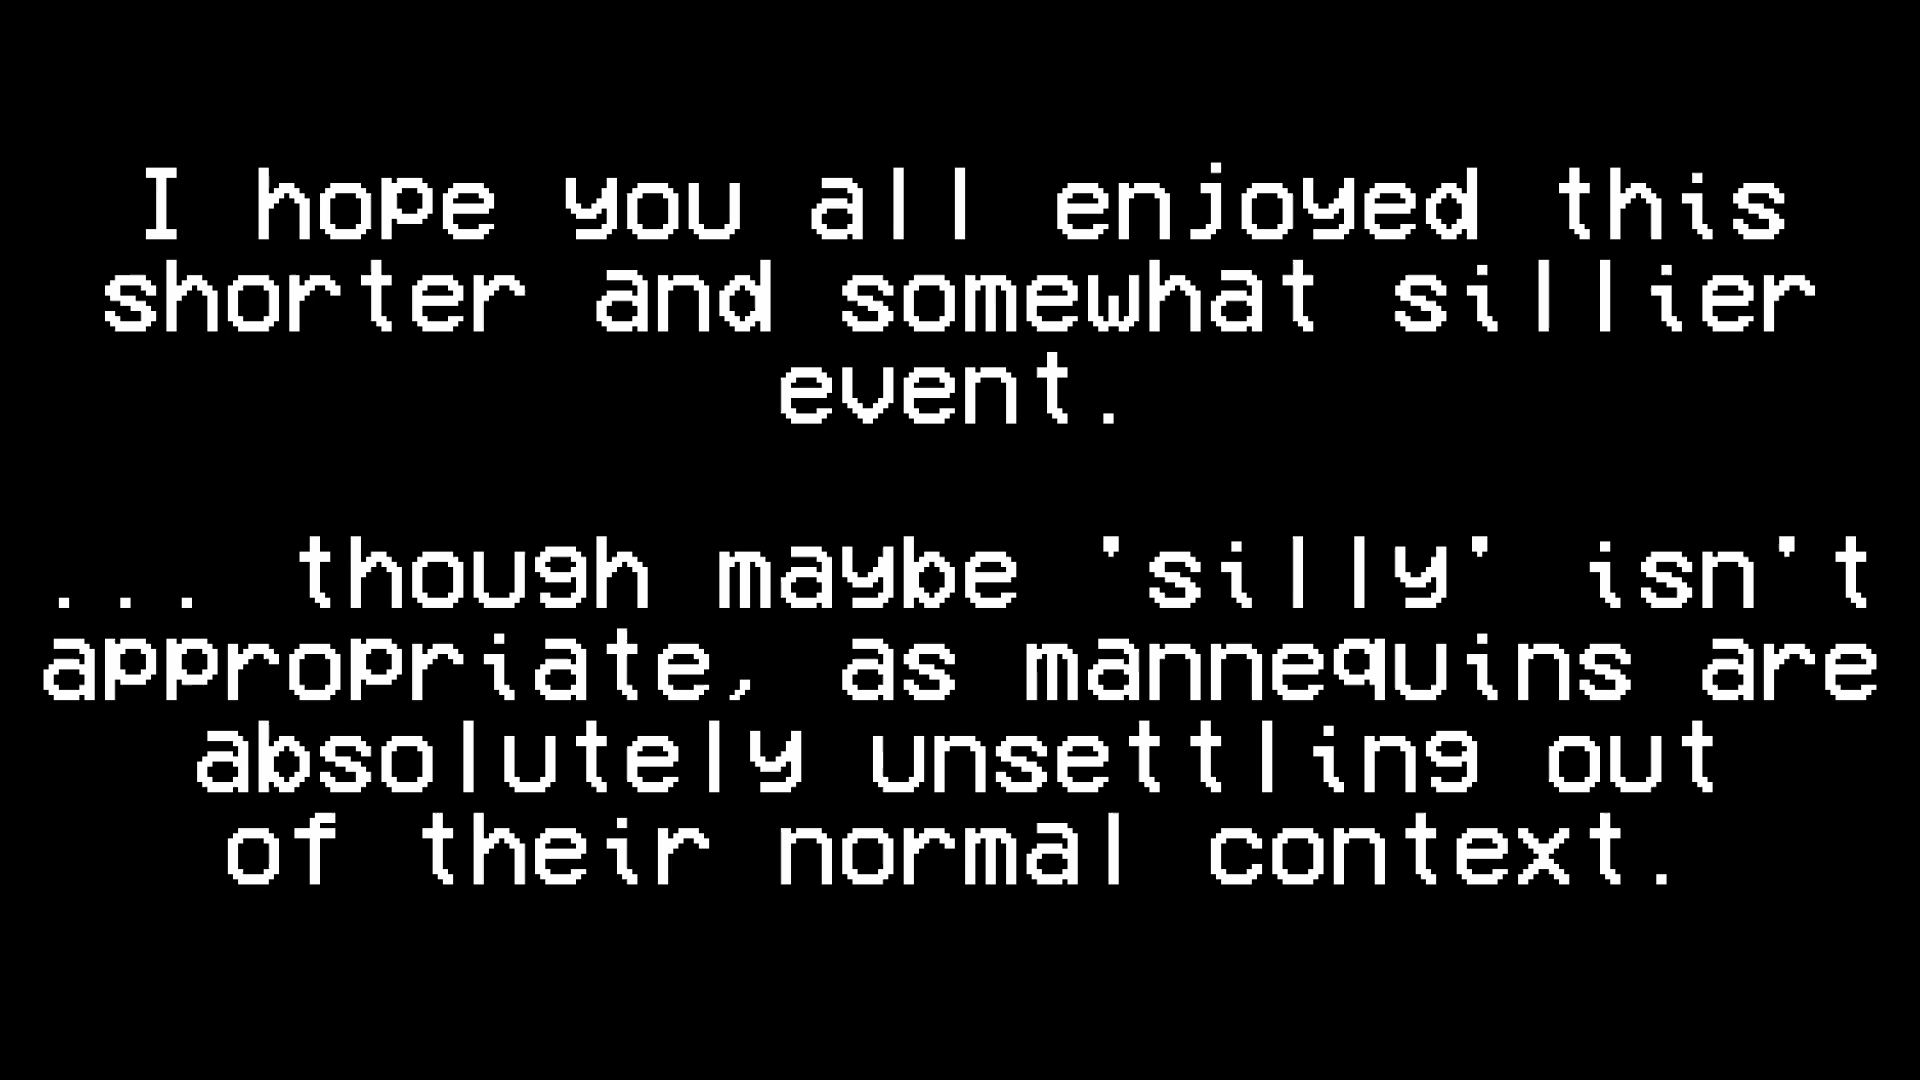 I hope you all enjoyed this
shorter and somewhat sillier
event.
... though maybe 'silly' isn't
appropriate, as mannequins are
absolutely unsettling out
of their normal context.